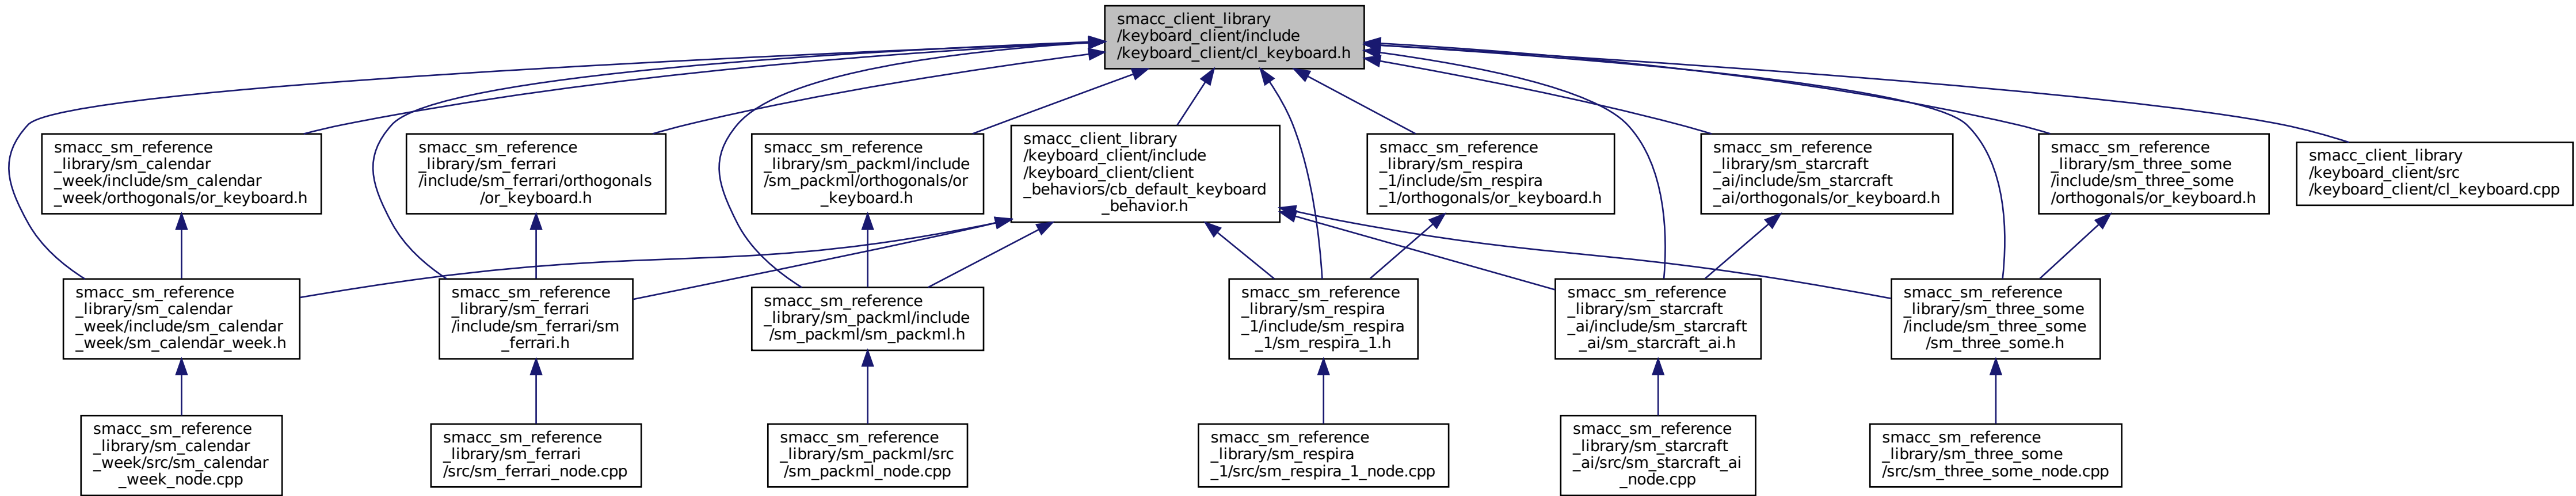 smacc_client_library
/keyboard_client/include
/keyboard_client/cl_keyboard.h
smacc_sm_reference
_library/sm_calendar
_week/include/sm_calendar
_week/orthogonals/or_keyboard.h
smacc_sm_reference
_library/sm_ferrari
/include/sm_ferrari/orthogonals
/or_keyboard.h
smacc_sm_reference
_library/sm_packml/include
/sm_packml/orthogonals/or
_keyboard.h
smacc_client_library
/keyboard_client/include
/keyboard_client/client
_behaviors/cb_default_keyboard
_behavior.h
smacc_sm_reference
_library/sm_respira
_1/include/sm_respira
_1/orthogonals/or_keyboard.h
smacc_sm_reference
_library/sm_starcraft
_ai/include/sm_starcraft
_ai/orthogonals/or_keyboard.h
smacc_sm_reference
_library/sm_three_some
/include/sm_three_some
/orthogonals/or_keyboard.h
smacc_client_library
/keyboard_client/src
/keyboard_client/cl_keyboard.cpp
smacc_sm_reference
_library/sm_calendar
_week/include/sm_calendar
_week/sm_calendar_week.h
smacc_sm_reference
_library/sm_ferrari
/include/sm_ferrari/sm
_ferrari.h
smacc_sm_reference
_library/sm_packml/include
/sm_packml/sm_packml.h
smacc_sm_reference
_library/sm_respira
_1/include/sm_respira
_1/sm_respira_1.h
smacc_sm_reference
_library/sm_starcraft
_ai/include/sm_starcraft
_ai/sm_starcraft_ai.h
smacc_sm_reference
_library/sm_three_some
/include/sm_three_some
/sm_three_some.h
smacc_sm_reference
_library/sm_calendar
_week/src/sm_calendar
_week_node.cpp
smacc_sm_reference
_library/sm_ferrari
/src/sm_ferrari_node.cpp
smacc_sm_reference
_library/sm_packml/src
/sm_packml_node.cpp
smacc_sm_reference
_library/sm_respira
_1/src/sm_respira_1_node.cpp
smacc_sm_reference
_library/sm_starcraft
_ai/src/sm_starcraft_ai
_node.cpp
smacc_sm_reference
_library/sm_three_some
/src/sm_three_some_node.cpp